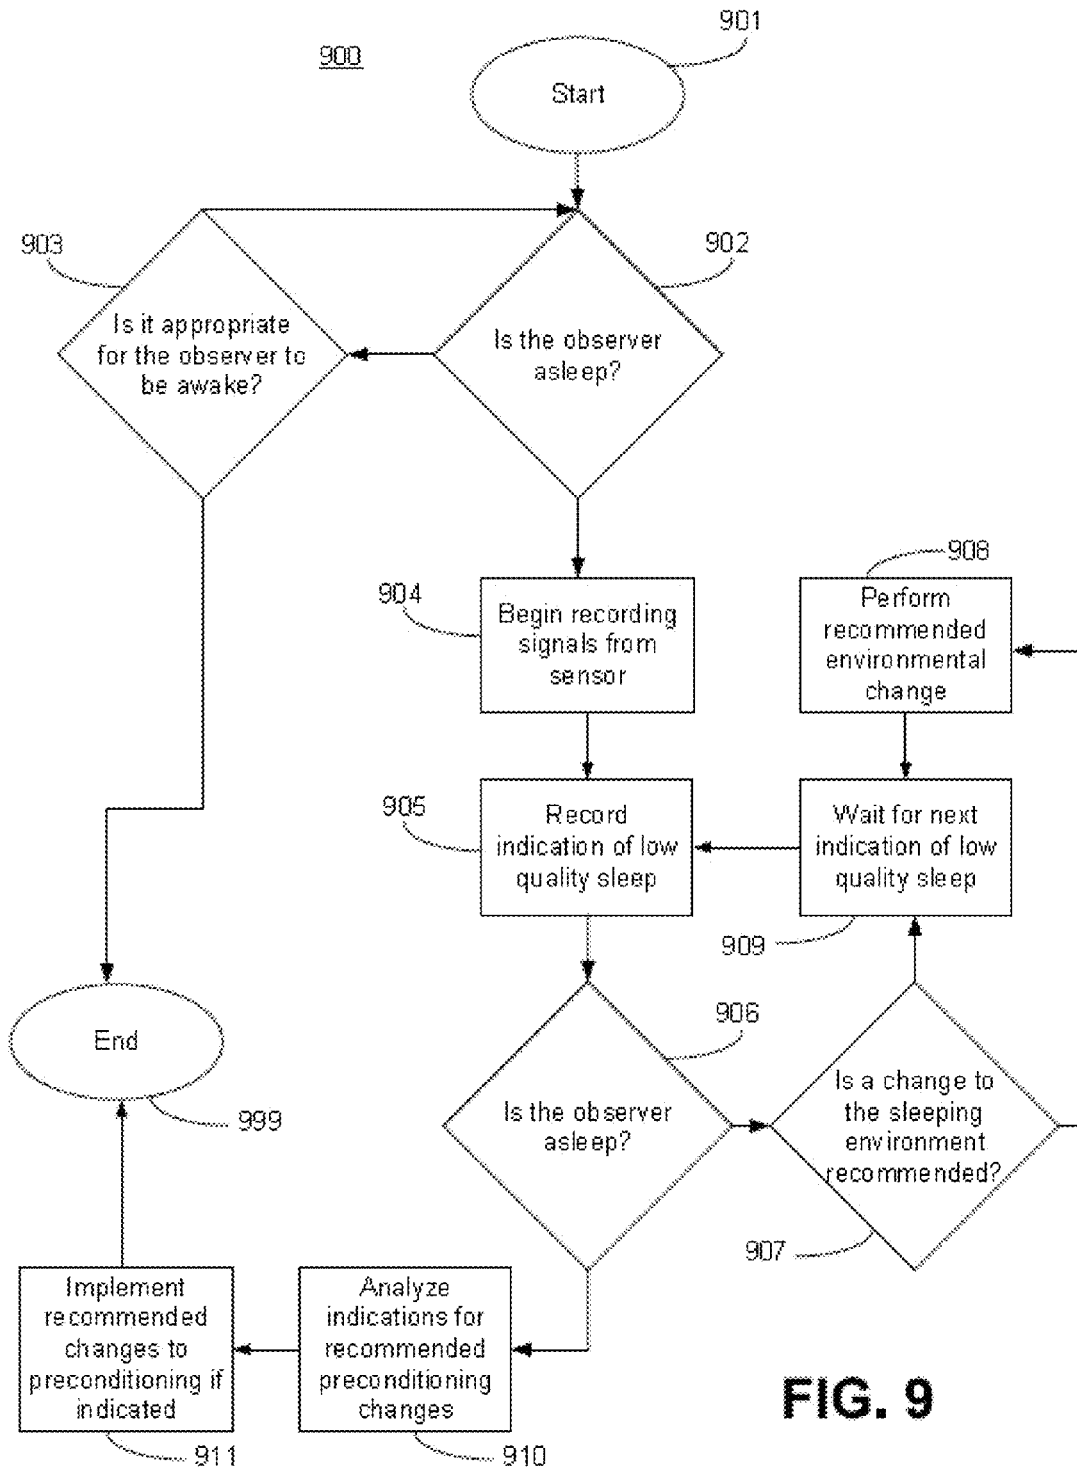 900
901
Start
903
902
Is it appropriate
for the observer to
be awake?
Is the observer
asleep?
904
Begin recording
signals from
sensor
908
Perform
recommended
environmental
change
905
Record
indication of low
quality sleep
Wait for next
indication of low
quality sleep
909
End
999
906
Is the observer
asleep?
Is a change to
the sleeping
environment
recommended?
907
Implement
recommended
changes to
preconditioning if
indicated
911
Analyze
indications for
recommended
preconditioning
changes
910
FIG. 9